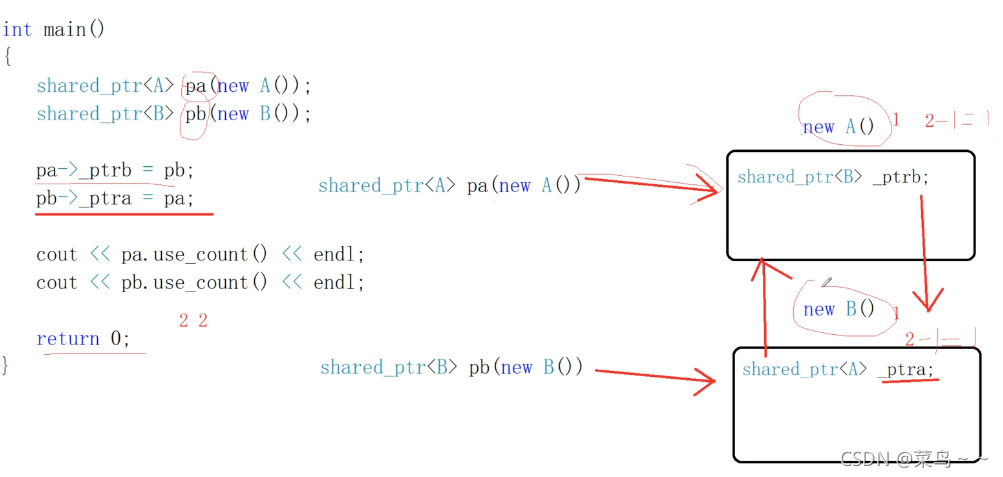 int main()
{
shared_ptr<A> pa(new A());
shared_ptr<B> pb(new B());
pa->_ptrb = pb;
pb->_ptra = pa;
cout << pa.use_count() << endl;
cout << pb.use_count() << endl;
2 2
return 0;
}
shared_ptr<A> pa(new A())
shared_ptr<B> pb(new B())
new A() 1 2-1=1
shared_ptr<B> _ptrb;
new B() 1
2-1=1
shared_ptr<A> _ptra;
CSDN @菜鸟~~